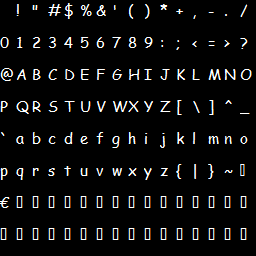 ! " # $ % & ' ( ) * + , - . /
0 1 2 3 4 5 6 7 8 9 : ; < = > ?
@ A B C D E F G H I J K L M N O
P Q R S T U V W X Y Z [ \ ] ^ _
` a b c d e f g h i j k l m n o
p q r s t u v w x y z { | } ~ ▯
€ ▯ ▯ ▯ ▯ ▯ ▯ ▯ ▯ ▯ ▯ ▯ ▯ ▯ ▯ ▯
▯ ▯ ▯ ▯ ▯ ▯ ▯ ▯ ▯ ▯ ▯ ▯ ▯ ▯ ▯ ▯